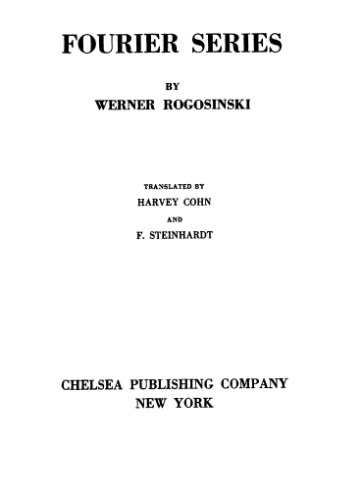 FOURIER SERIES
BY
WERNER ROGOSINSKI
TRANSLATED BY
HARVEY COHN
AND
F. STEINHARDT
CHELSEA PUBLISHING COMPANY
NEW YORK